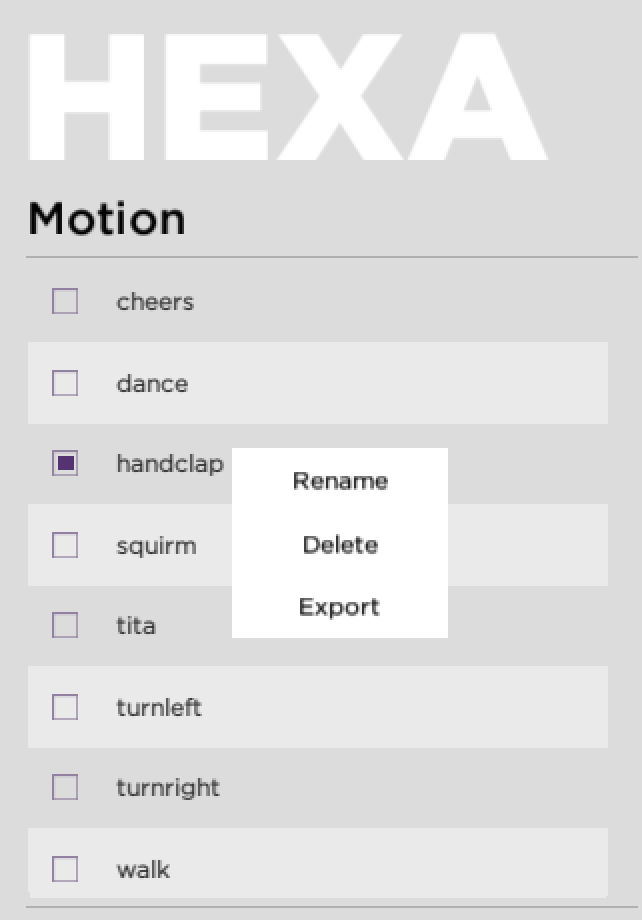 HEXA
Motion
cheers
dance
handclap
Rename
squirm
Delete
Export
tita
turnleft
turnright
walk